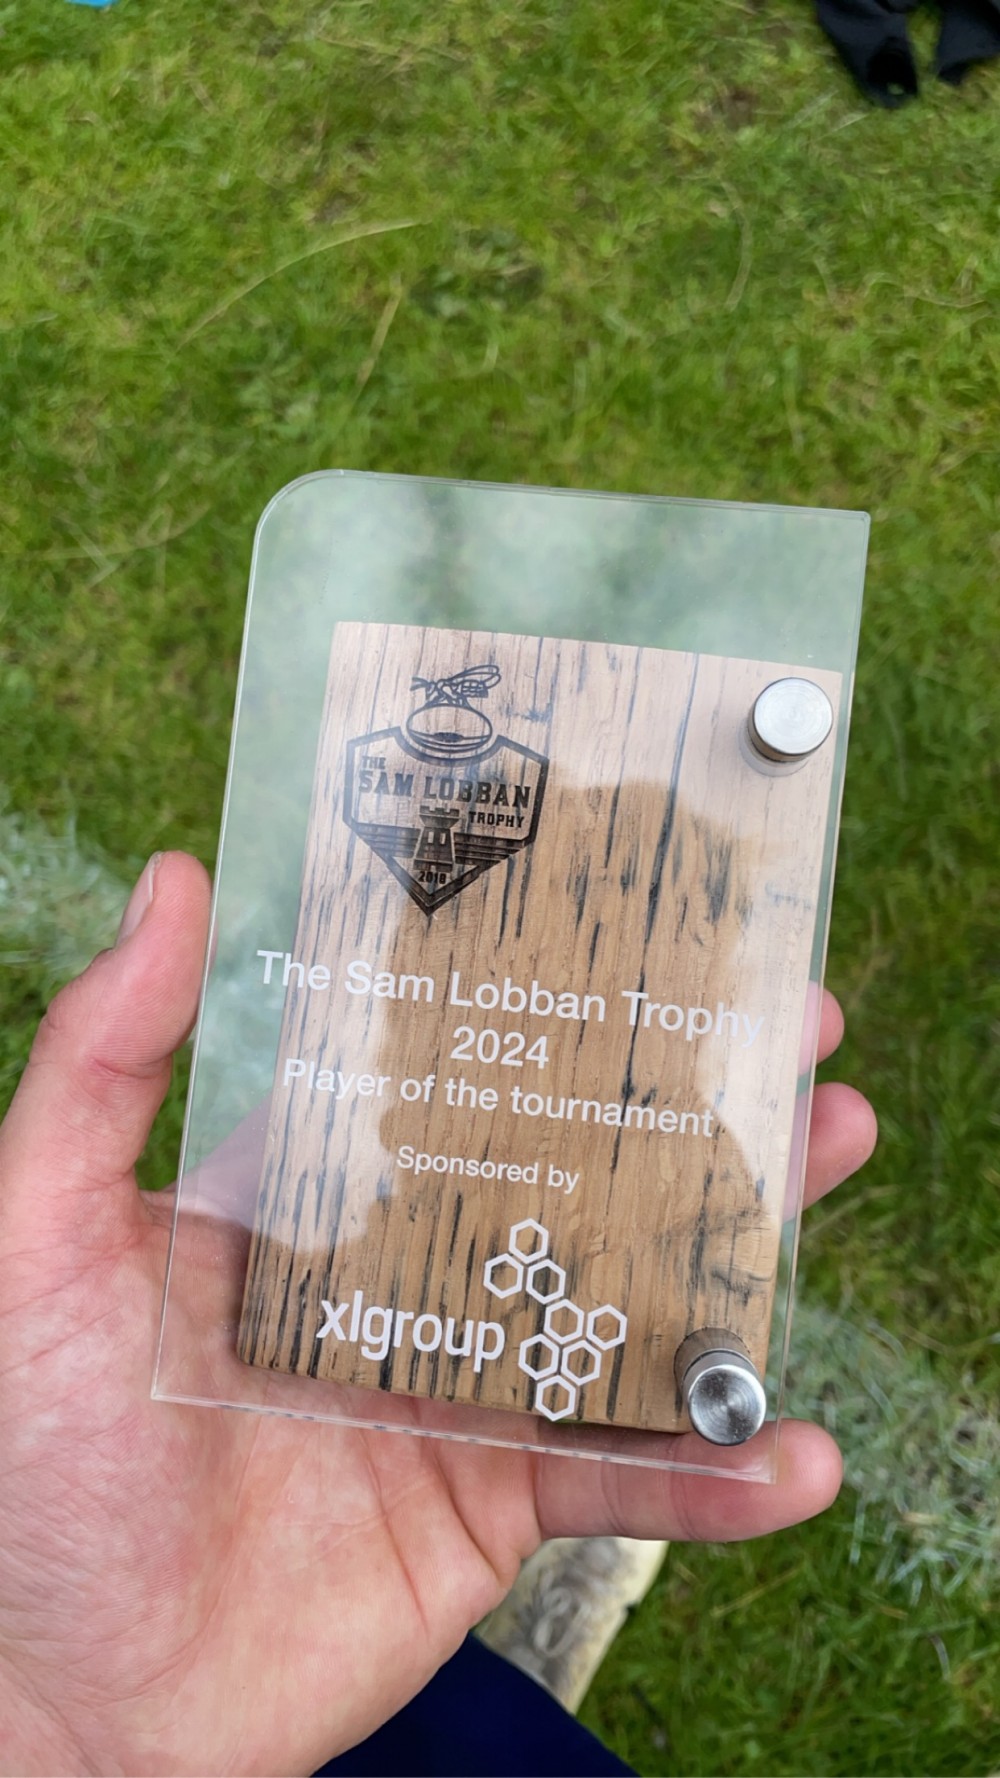 THE
SAM LOBBAN
TROPHY
2018
The Sam Lobban Trophy
2024
Player of the tournament
Sponsored by
xlgroup